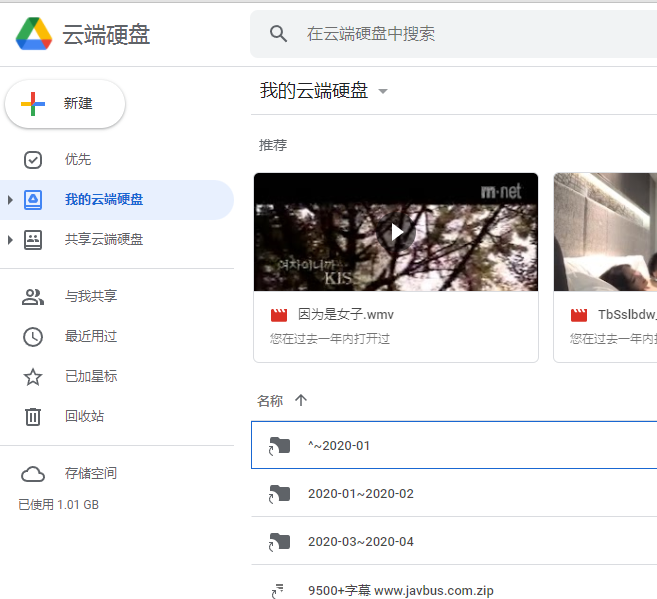 云端硬盘
在云端硬盘中搜索
新建
优先
我的云端硬盘
共享云端硬盘
与我共享
最近用过
已加星标
回收站
存储空间
已使用 1.01 GB
我的云端硬盘
推荐
m·net
여자이니까
KISS
因为是女子.wmv
您在过去一年内打开过
TbSslbdw_
您在过去一年内打
名称
^~2020-01
2020-01~2020-02
2020-03~2020-04
9500+字幕 www.javbus.com.zip